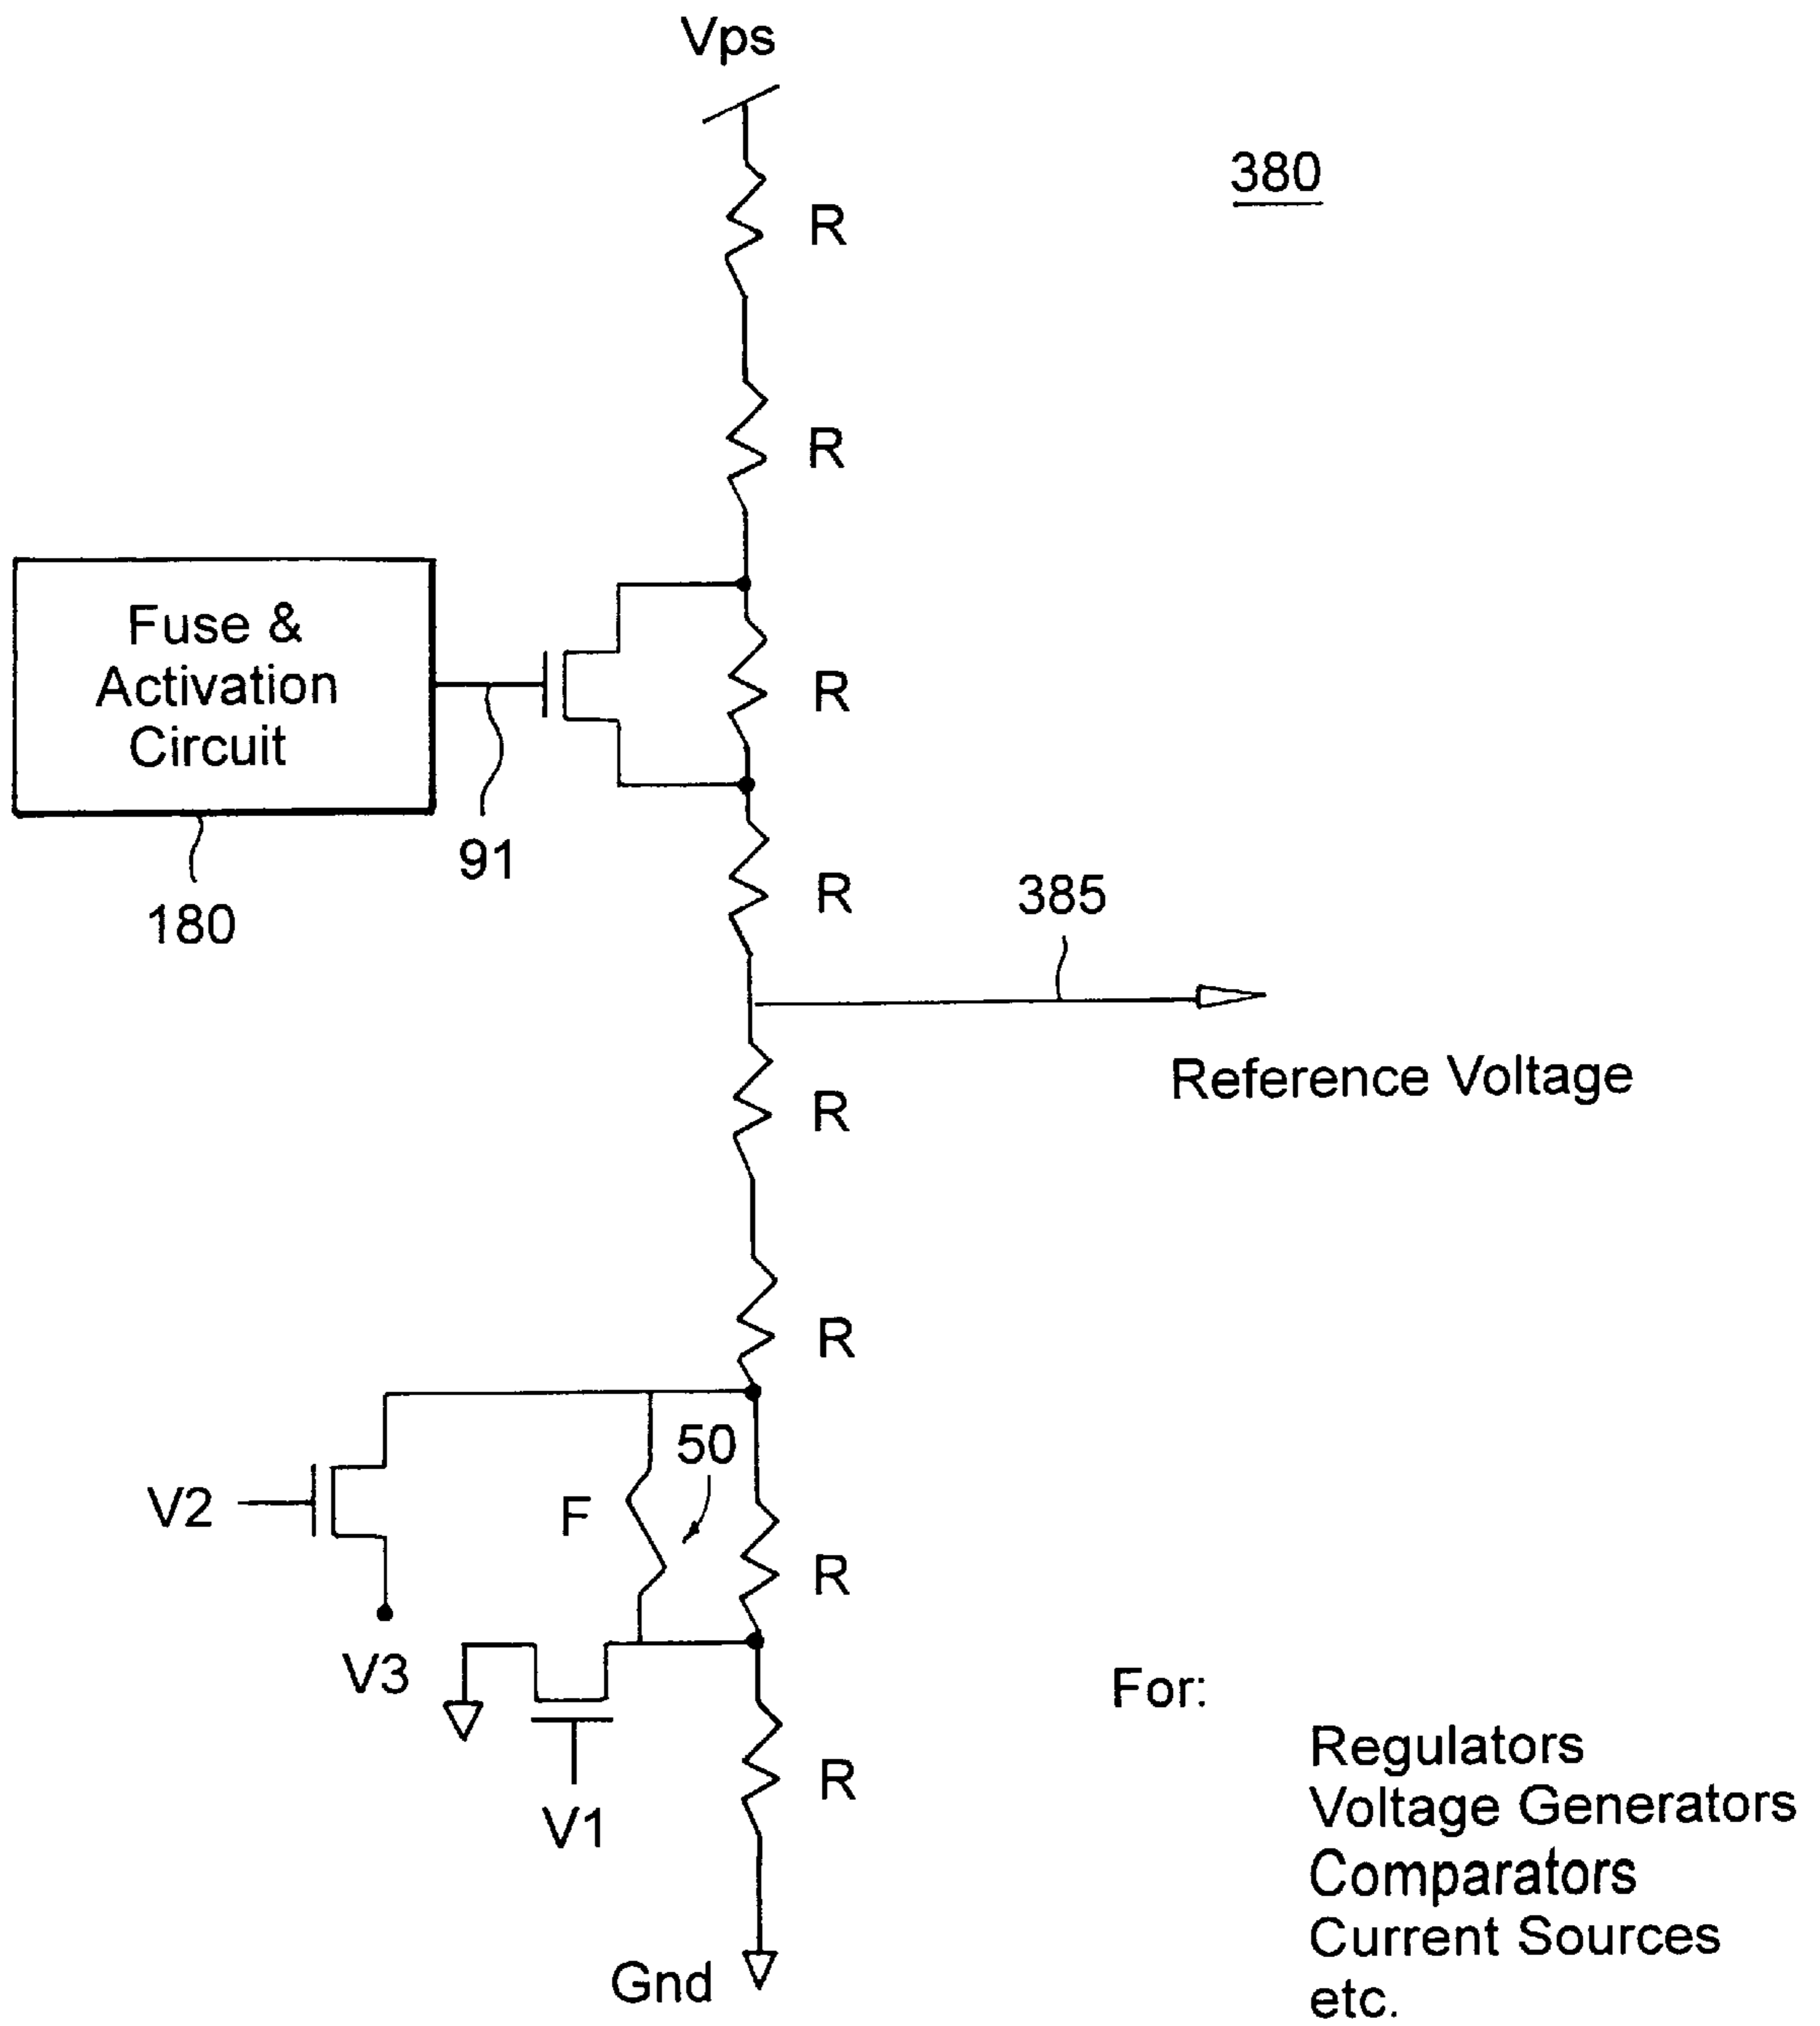 Vps
380
R
R
Fuse &
Activation
Circuit
R
91
180
R
385
Reference Voltage
R
R
50
V2
F
R
V3
V1
R
Gnd
For:
Regulators
Voltage Generators
Comparators
Current Sources
etc.